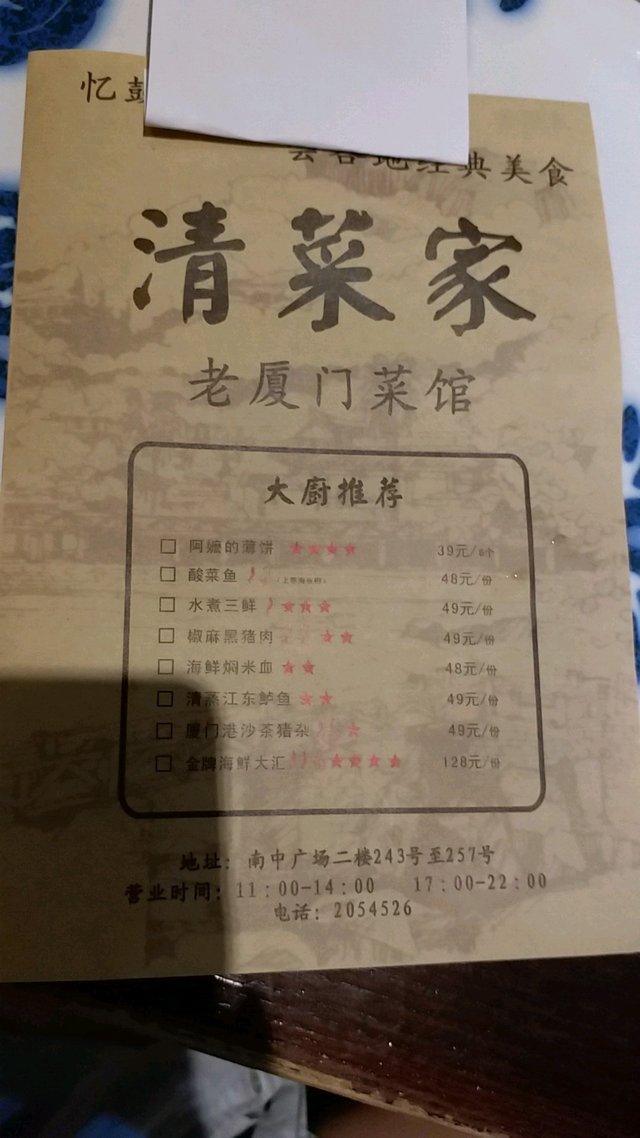 忆
各地经典美食
清菜家
老厦门菜馆
大厨推荐
阿嬷的薄饼 39元/6个
酸菜鱼 48元/份
水煮三鲜 49元/份
椒麻黑猪肉 49元/份
海鲜焖米血 48元/份
清蒸江东鲈鱼 49元/份
厦门港沙茶猪杂 49元/份
金牌海鲜大汇 128元/份
地址：南中广场二楼243号至257号
营业时间：11：00-14：00 17：00-22：00
电话：2054526